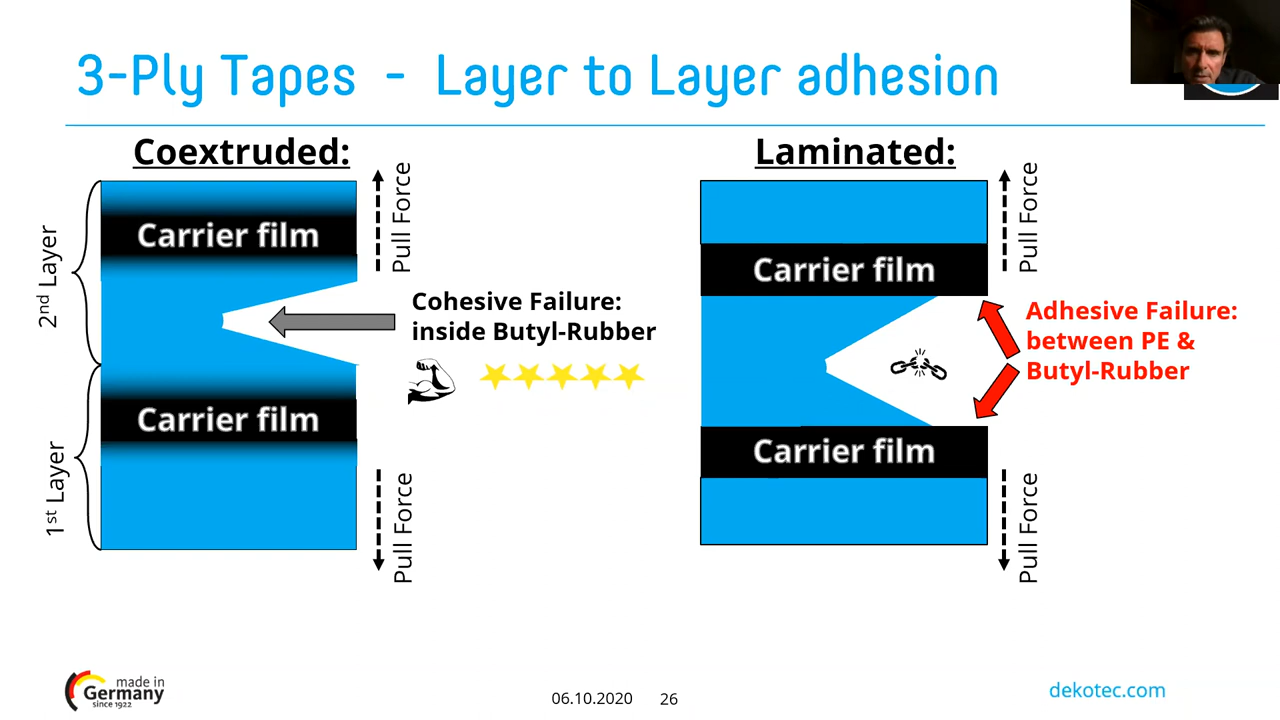 3-Ply Tapes - Layer to Layer adhesion
Coextruded:
2nd Layer
1st Layer
Carrier film
Carrier film
Pull Force
Pull Force
Cohesive Failure:
inside Butyl-Rubber
Laminated:
Carrier film
Carrier film
Pull Force
Pull Force
Adhesive Failure:
between PE &
Butyl-Rubber
made in
Germany
since 1922
06.10.2020 26
dekotec.com